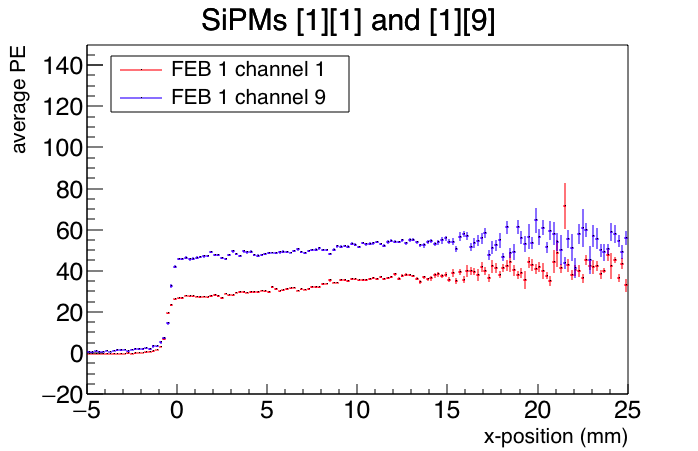 SiPMs [1][1] and [1][9]
average PE
140
120
100
80
60
40
20
0
−20
FEB 1 channel 1
FEB 1 channel 9
−5 0 5 10 15 20 25
x-position (mm)